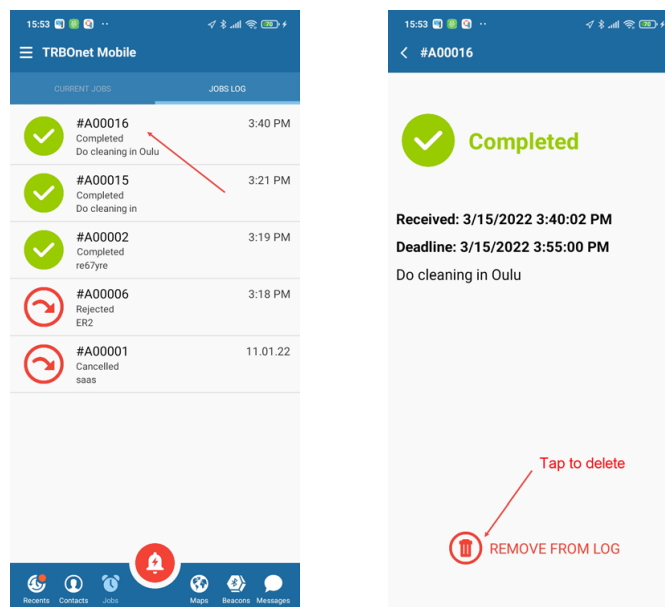 15:53
70
TRBOnet Mobile
CURRENT JOBS
JOBS LOG
#A00016
3:40 PM
Completed
Do cleaning in Oulu
#A00015
3:21 PM
Completed
Do cleaning in
#A00002
3:19 PM
Completed
re67yre
#A00006
3:18 PM
Rejected
ER2
#A00001
11.01.22
Cancelled
saas
Recents
Contacts
Jobs
Maps
Beacons
Messages
15:53
70
#A00016
Completed
Received: 3/15/2022 3:40:02 PM
Deadline: 3/15/2022 3:55:00 PM
Do cleaning in Oulu
Tap to delete
REMOVE FROM LOG